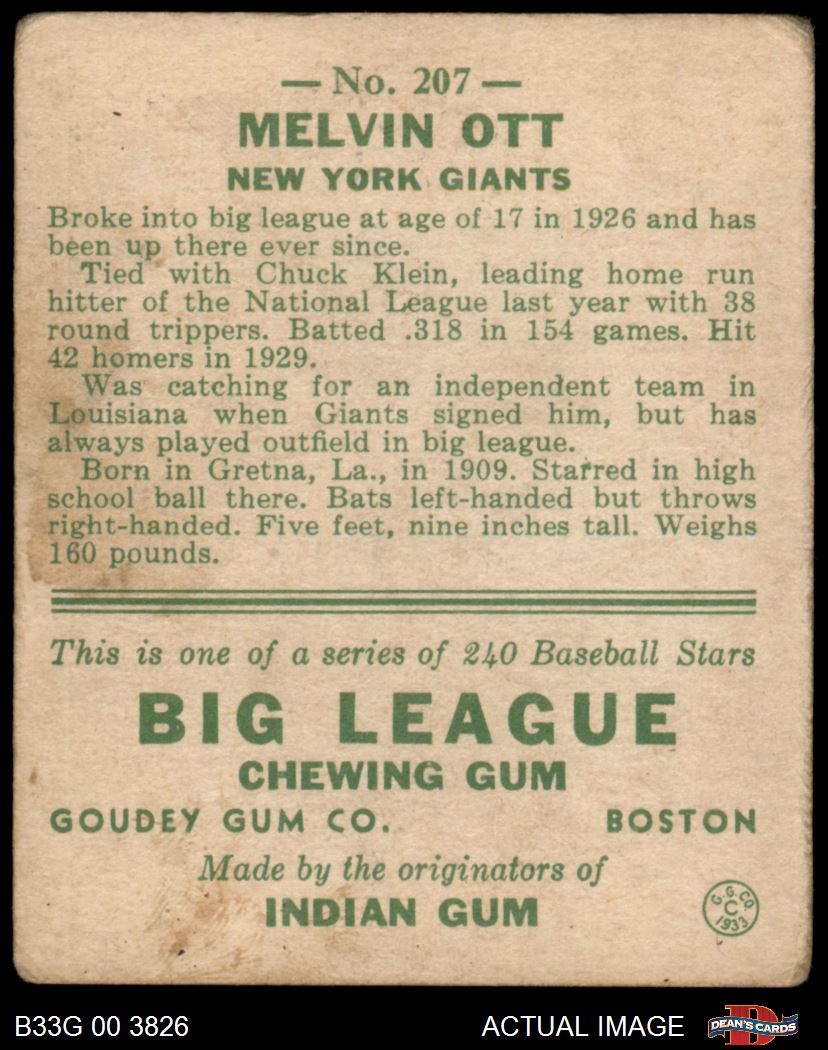 — No. 207 —
MELVIN OTT
NEW YORK GIANTS
Broke into big league at age of 17 in 1926 and has
been up there ever since.
Tied with Chuck Klein, leading home run
hitter of the National League last year with 38
round trippers. Batted .318 in 154 games. Hit
42 homers in 1929.
Was catching for an independent team in
Louisiana when Giants signed him, but has
always played outfield in big league.
Born in Gretna, La., in 1909. Starred in high
school ball there. Bats left-handed but throws
right-handed. Five feet, nine inches tall. Weighs
160 pounds.
This is one of a series of 240 Baseball Stars
BIG LEAGUE
CHEWING GUM
GOUDEY GUM CO. BOSTON
Made by the originators of
INDIAN GUM
G. G. CO.
C
1933
B33G 00 3826 ACTUAL IMAGE
D
DEAN'S CARDS